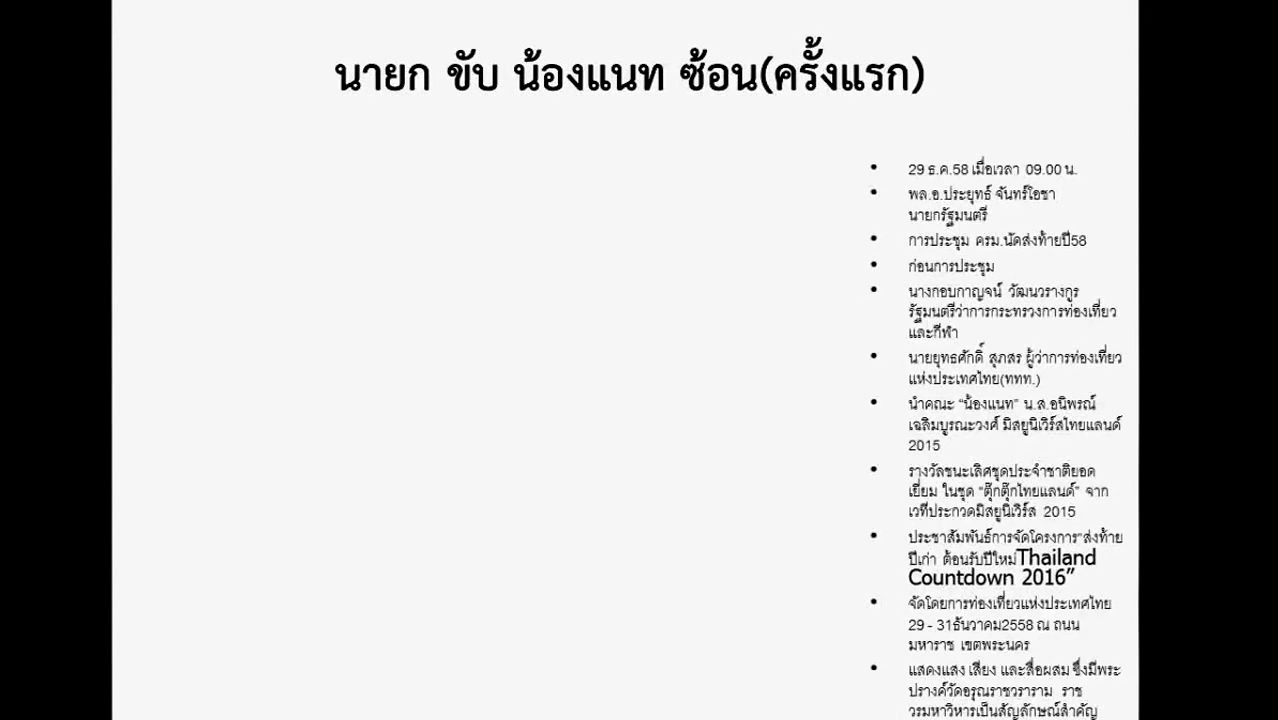 นายก ขับ น้องแนท ซ้อน(ครั้งแรก)
• 29 ธ.ค.58 เมื่อเวลา 09.00 น.
• พล.อ.ประยุทธ์ จันทร์โอชา
นายกรัฐมนตรี
• การประชุม ครม.นัดส่งท้ายปี58
• ก่อนการประชุม
• นางกอบกาญจน์ วัฒนวรางกูร
รัฐมนตรีว่าการกระทรวงการท่องเที่ยว
และกีฬา
• นายยุทธศักดิ์ สุภสร ผู้ว่าการท่องเที่ยว
แห่งประเทศไทย(ททท.)
• นำคณะ "น้องแนท" น.ส.อนิพรณ์
เฉลิมบูรณะวงศ์ มิสยูนิเวิร์สไทยแลนด์
2015
• รางวัลชนะเลิศชุดประจำชาติยอด
เยี่ยม ในชุด "ตุ๊กตุ๊กไทยแลนด์" จาก
เวทีประกวดมิสยูนิเวิร์ส 2015
• ประชาสัมพันธ์การจัดโครงการ"ส่งท้าย
ปีเก่า ต้อนรับปีใหม่Thailand
Countdown 2016"
• จัดโดยการท่องเที่ยวแห่งประเทศไทย
29 - 31ธันวาคม2558 ณ ถนน
มหาราช เขตพระนคร
• แสดงแสง เสียง และสื่อผสม ซึ่งมีพระ
ปรางค์วัดอรุณราชวราราม ราช
วรมหาวิหารเป็นสัญลักษณ์สำคัญ